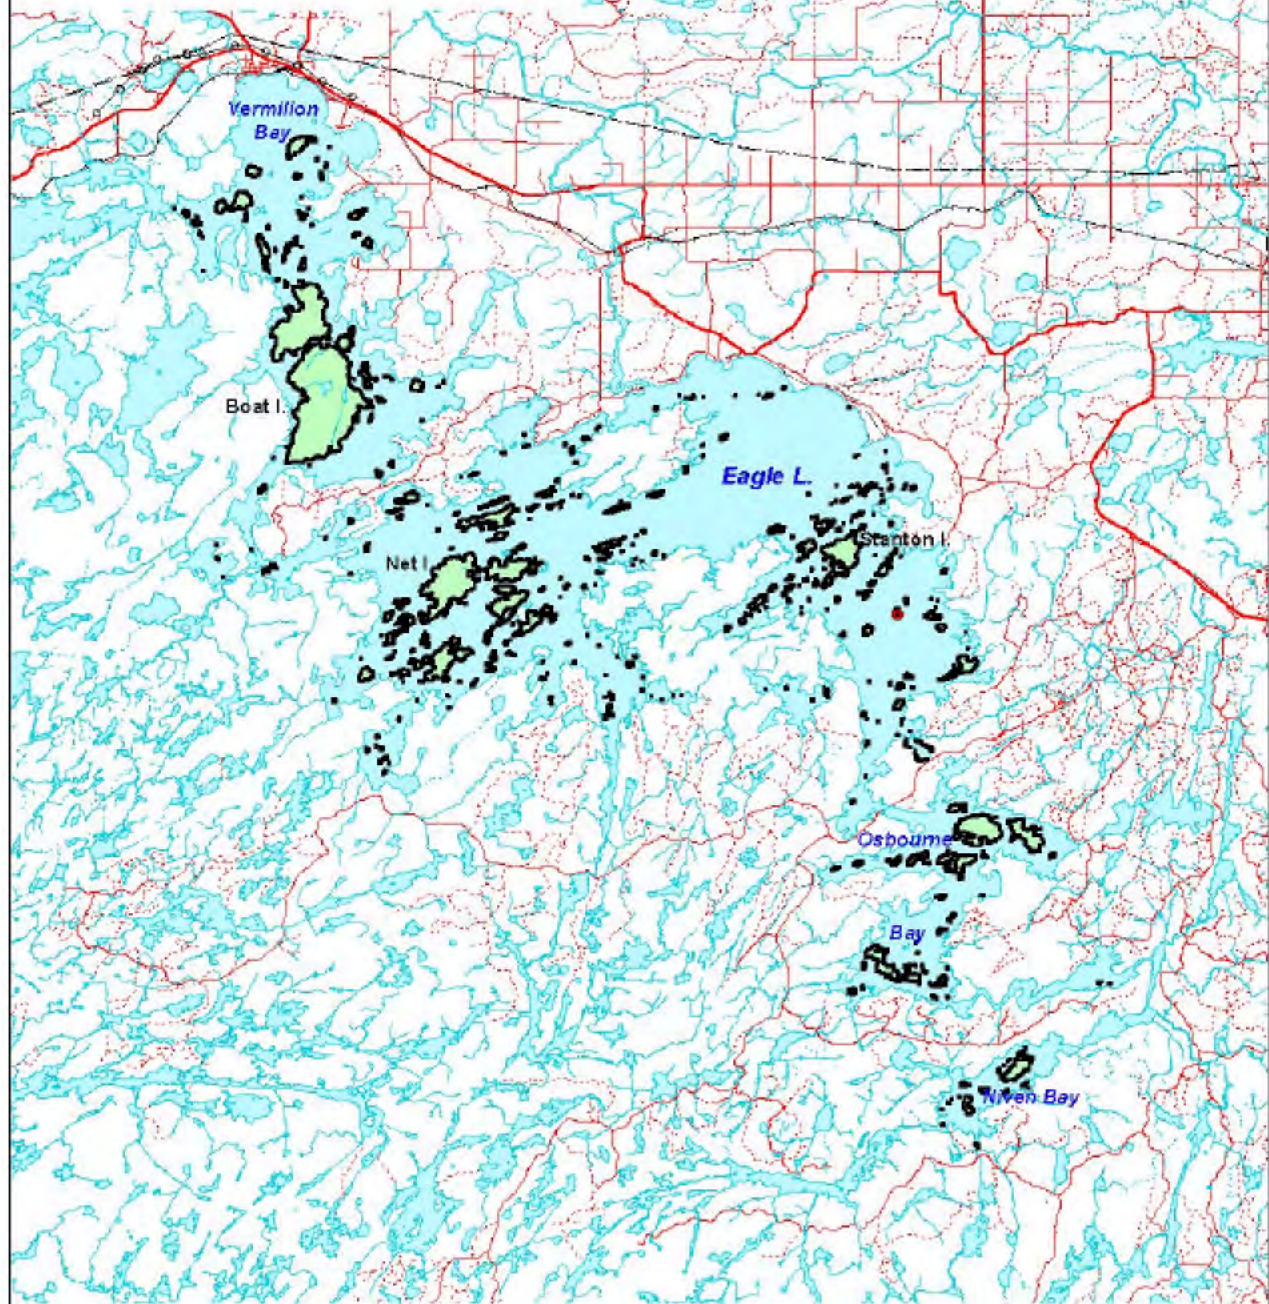 Vermilion
Bay
Boat I.
Eagle L.
Stanton I.
Net I
Osbourne
Bay
Niven Bay